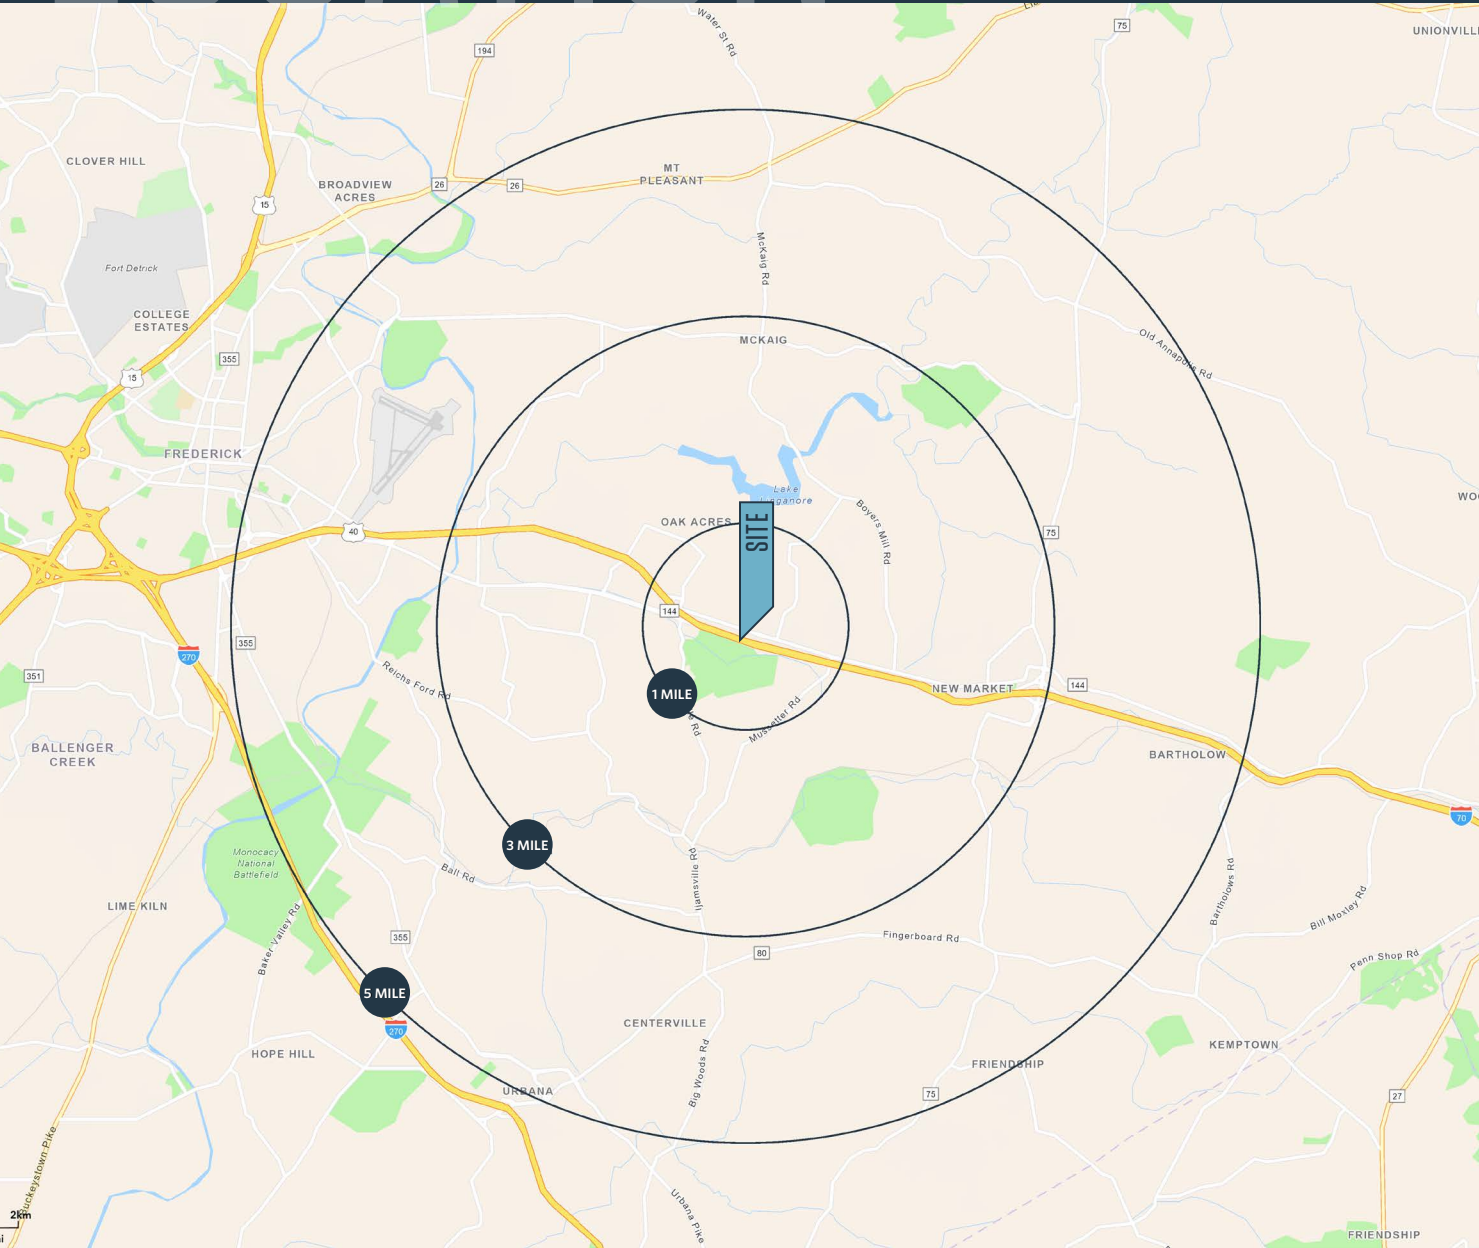 Water St Rd
75
UNIONVILL
194
CLOVER HILL
MT
PLEASANT
BROADVIEW
ACRES
26
26
15
McKaig Rd
Fort Detrick
COLLEGE
ESTATES
355
MCKAIG
Old Annapolis Rd
15
FREDERICK
Lake
Linganore
WO
OAK ACRES
SITE
Boyers Mill Rd
40
75
144
355
270
351
Reichs Ford Rd
1 MILE
NEW MARKET
144
e Rd
Mussetter Rd
BALLENGER
CREEK
BARTHOLOW
70
3 MILE
Monocacy
National
Battlefield
Ball Rd
Ijamsville Rd
Bartholows Rd
Bill Moxley Rd
LIME KILN
Baker Valley Rd
355
80
Fingerboard Rd
Penn Shop Rd
5 MILE
270
CENTERVILLE
HOPE HILL
KEMPTOWN
Big Woods Rd
FRIENDSHIP
URBANA
75
27
Buckeystown Pike
Urbana Pike
2km
i
FRIENDSHIP